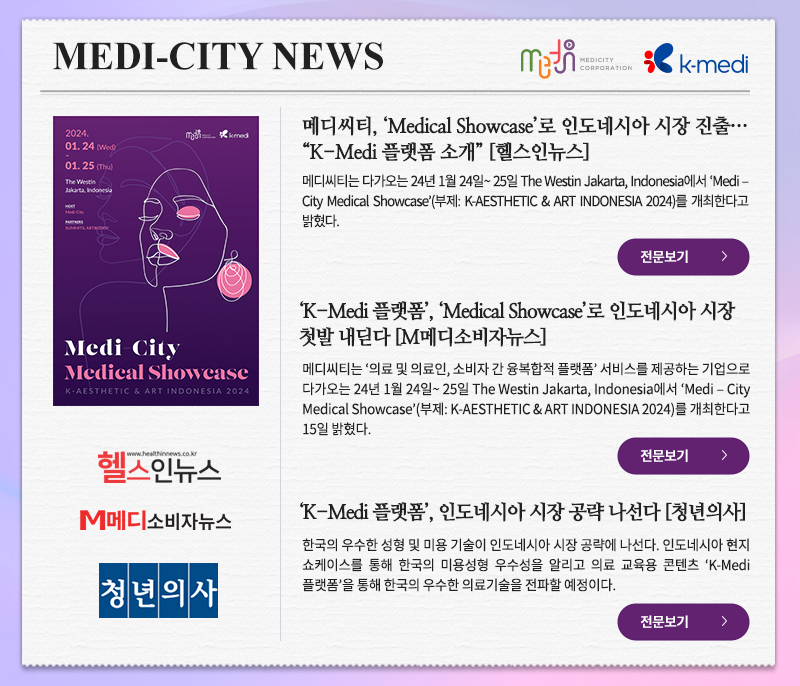 MEDI-CITY NEWS
medici
MEDICITY
CORPORATION
k-medi
2024.
01. 24 (Wed)
–
01. 25 (Thu)
The Westin
Jakarta, Indonesia
HOST
Medi City
PARTNERS
k-medi
Medi–City
Medical Showcase
K-AESTHETIC & ART INDONESIA 2024
www.healthinnews.co.kr
헬스인뉴스
M메디소비자뉴스
청년의사
메디씨티, ‘Medical Showcase’로 인도네시아 시장 진출…
“K-Medi 플랫폼 소개” [헬스인뉴스]
메디씨티는 다가오는 24년 1월 24일~ 25일 The Westin Jakarta, Indonesia에서 ‘Medi –
City Medical Showcase’(부제: K-AESTHETIC & ART INDONESIA 2024)를 개최한다고
밝혔다.
전문보기 >
‘K-Medi 플랫폼’, ‘Medical Showcase’로 인도네시아 시장
첫발 내딛다 [M메디소비자뉴스]
메디씨티는 ‘의료 및 의료인, 소비자 간 융복합적 플랫폼’ 서비스를 제공하는 기업으로
다가오는 24년 1월 24일~ 25일 The Westin Jakarta, Indonesia에서 ‘Medi – City
Medical Showcase’(부제: K-AESTHETIC & ART INDONESIA 2024)를 개최한다고
15일 밝혔다.
전문보기 >
‘K-Medi 플랫폼’, 인도네시아 시장 공략 나선다 [청년의사]
한국의 우수한 성형 및 미용 기술이 인도네시아 시장 공략에 나선다. 인도네시아 현지
쇼케이스를 통해 한국의 미용성형 우수성을 알리고 의료 교육용 콘텐츠 ‘K-Medi
플랫폼’을 통해 한국의 우수한 의료기술을 전파할 예정이다.
전문보기 >